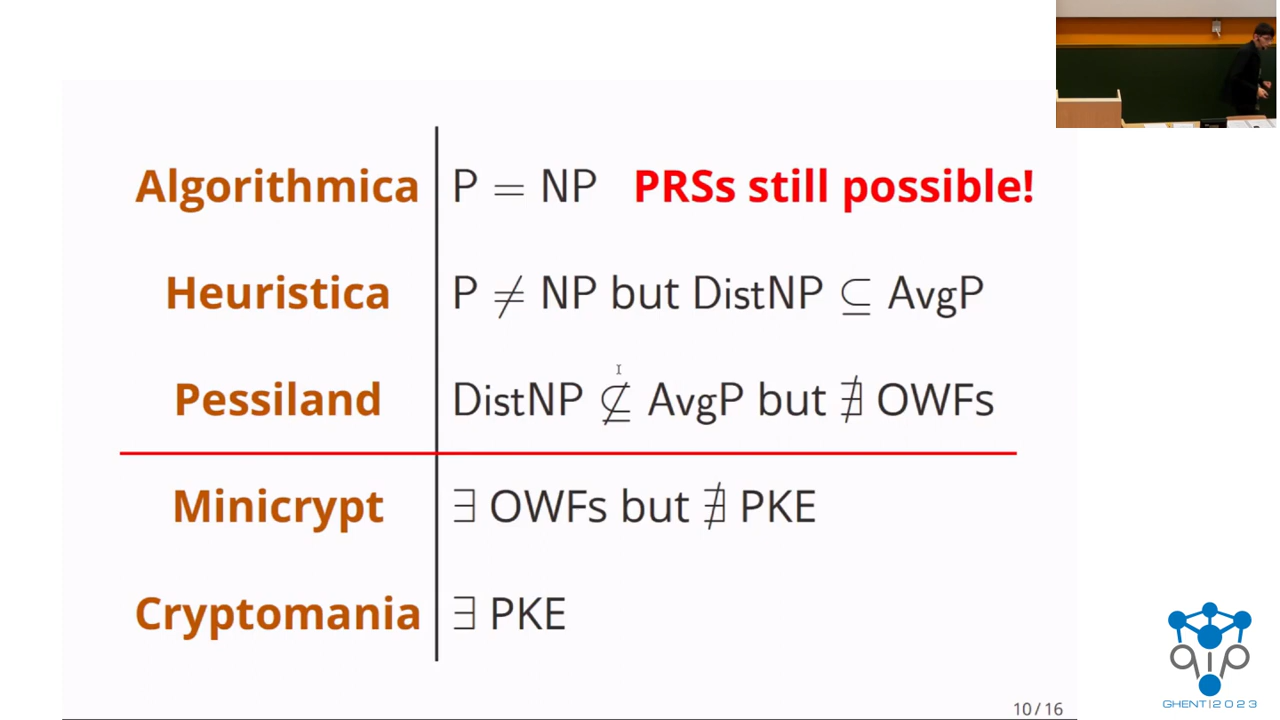 Algorithmica P = NP PRSs still possible!
Heuristica P ≠ NP but DistNP ⊆ AvgP
Pessiland DistNP ⊈ AvgP but ∄ OWFs
Minicrypt ∃ OWFs but ∄ PKE
Cryptomania ∃ PKE
10/16
qip
GHENT|2023